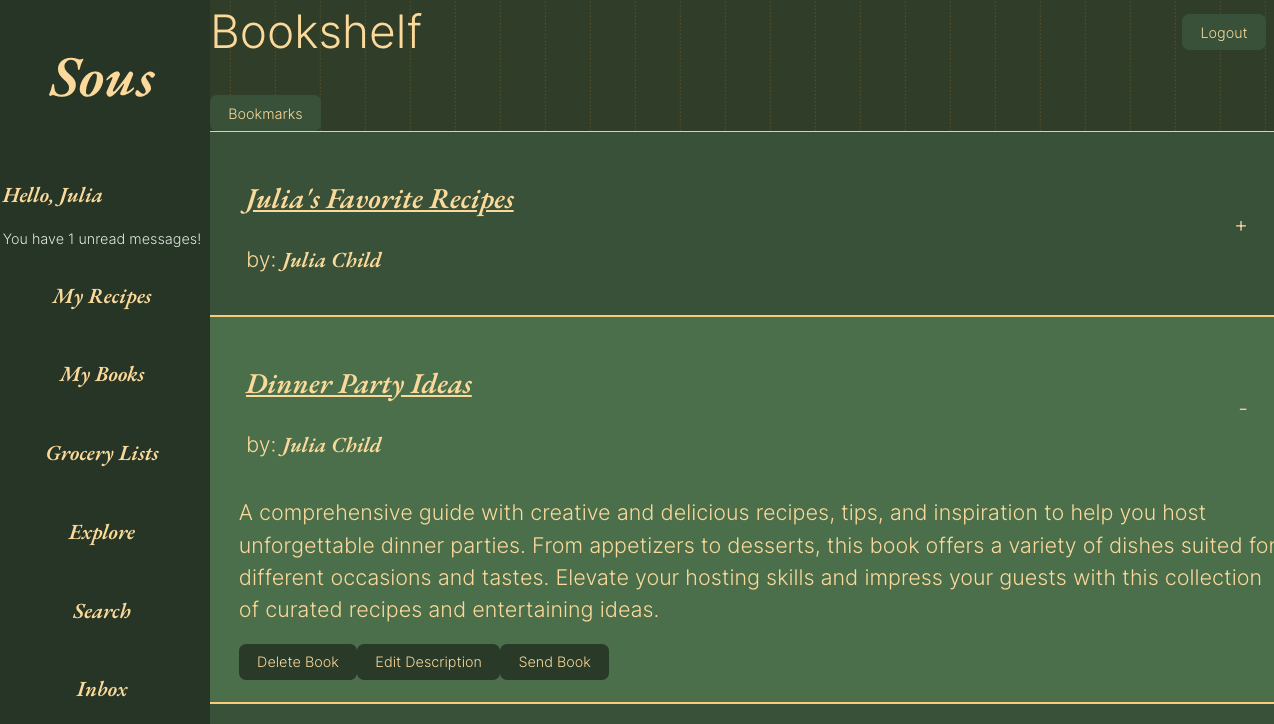 Sous
Hello, Julia
You have 1 unread messages!
My Recipes
My Books
Grocery Lists
Explore
Search
Inbox
Bookshelf
Logout
Bookmarks
Julia's Favorite Recipes
+
by: Julia Child
Dinner Party Ideas
-
by: Julia Child
A comprehensive guide with creative and delicious recipes, tips, and inspiration to help you host
unforgettable dinner parties. From appetizers to desserts, this book offers a variety of dishes suited for
different occasions and tastes. Elevate your hosting skills and impress your guests with this collection
of curated recipes and entertaining ideas.
Delete Book Edit Description Send Book